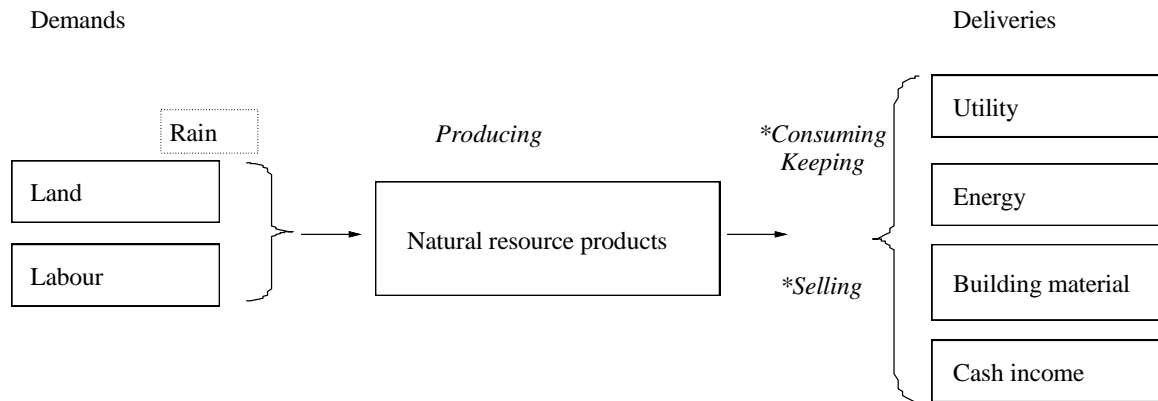 Demands
Deliveries
Rain
Producing
*Consuming
Keeping
Utility
Land
Energy
Natural resource products
Labour
*Selling
Building material
Cash income